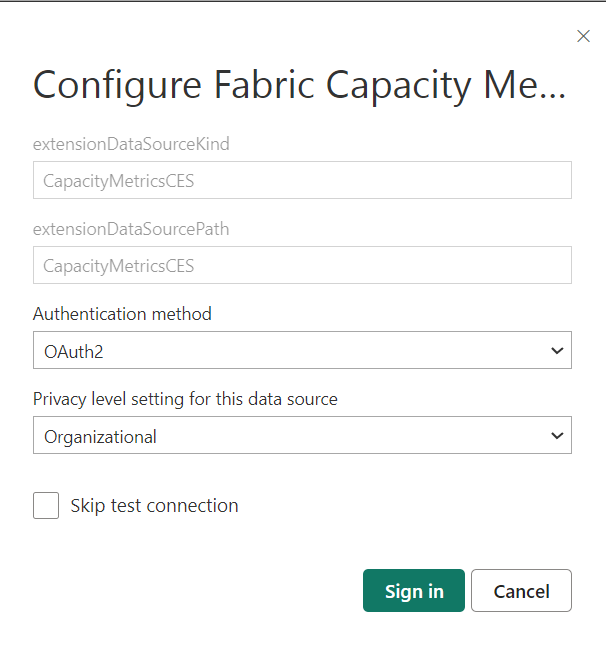 Configure Fabric Capacity Me...
extensionDataSourceKind
CapacityMetricsCES
extensionDataSourcePath
CapacityMetricsCES
Authentication method
OAuth2
Privacy level setting for this data source
Organizational
Skip test connection
Sign in
Cancel